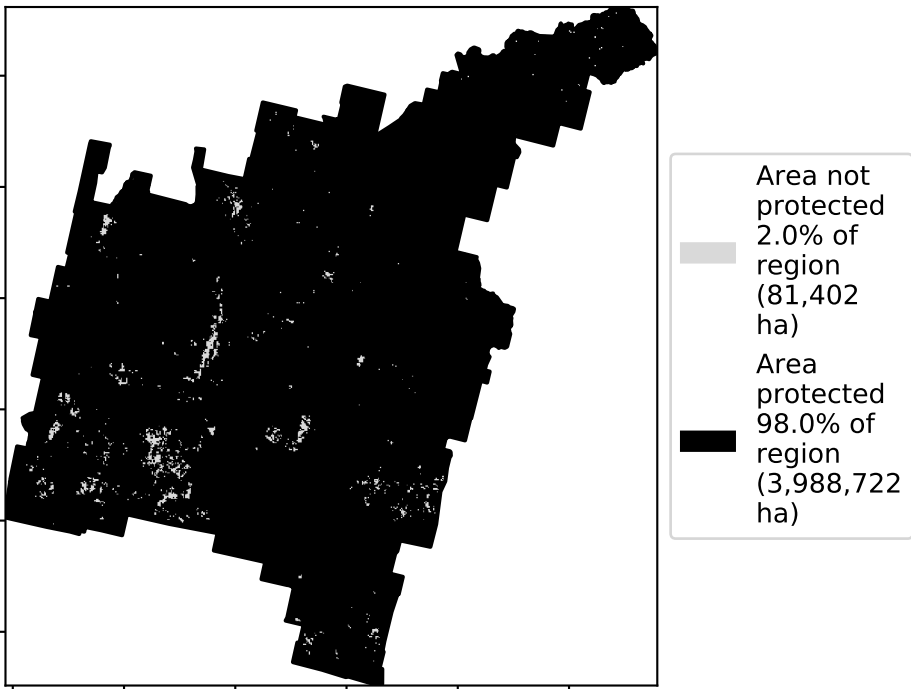 Area not
protected
2.0% of
region
(81,402
ha)
Area
protected
98.0% of
region
(3,988,722
ha)